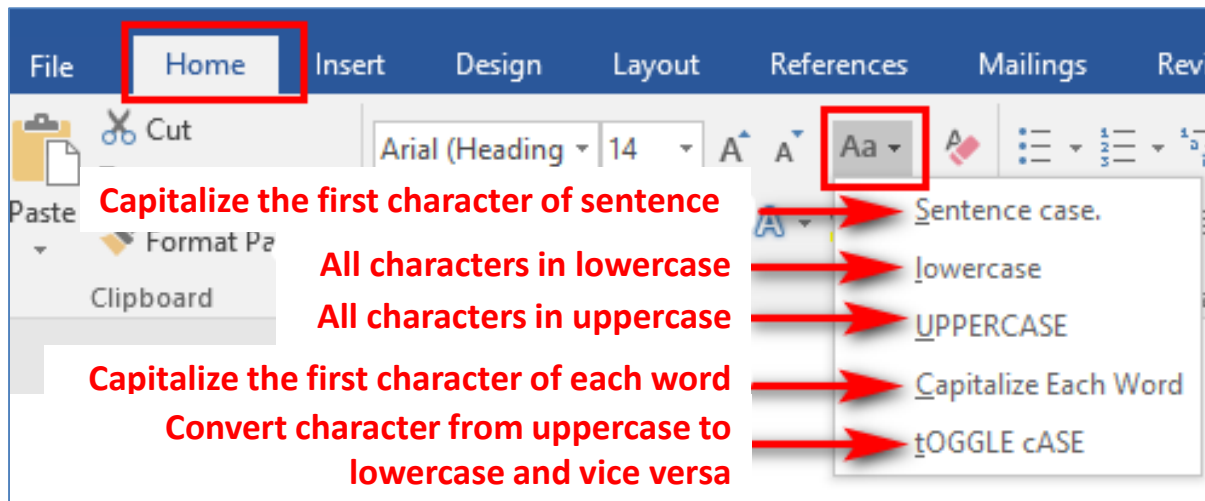 File Home Insert Design Layout References Mailings Rev
Cut
Arial (Heading 14 A A Aa
Paste
Capitalize the first character of sentence Sentence case.
Format Pa A
All characters in lowercase lowercase
Clipboard
All characters in uppercase UPPERCASE
Capitalize the first character of each word Capitalize Each Word
Convert character from uppercase to
lowercase and vice versa tOGGLE cASE